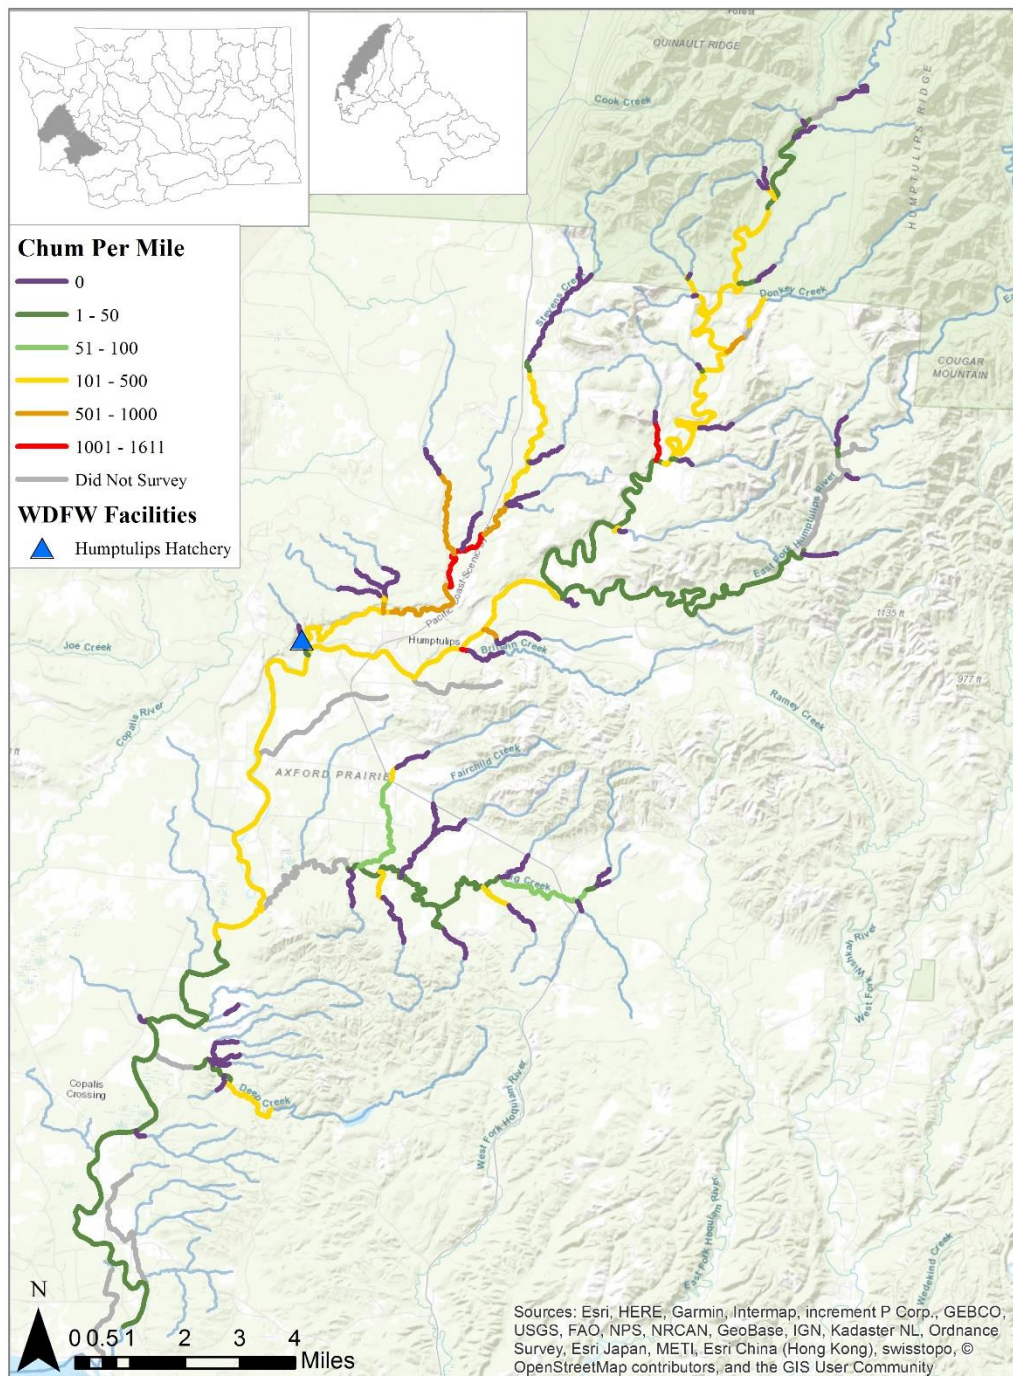 Forest
QUINAULT RIDGE
Cook Creek
HUMPTULIPS RIDGE
Chum Per Mile
0
1 - 50
51 - 100
101 - 500
501 - 1000
1001 - 1611
Did Not Survey
WDFW Facilities
Humptulips Hatchery
Stevens Creek
Donkey Creek
COUGAR
MOUNTAIN
East Fork Humptulips River
Pacific Coast Scenic
1135 ft
Humptulips
Brittain Creek
Joe Creek
977 ft
Ramey Creek
Copalis River
AXFORD PRAIRIE
Fairchild Creek
Creek
West Fork
Wishkah River
Copalis
Crossing
Deep Creek
West Fork Hoquiam River
East Fork Hoquiam River
Wedekind Creek
N
0 0.5 1 2 3 4
Miles
Sources: Esri, HERE, Garmin, Intermap, increment P Corp., GEBCO,
USGS, FAO, NPS, NRCAN, GeoBase, IGN, Kadaster NL, Ordnance
Survey, Esri Japan, METI, Esri China (Hong Kong), swisstopo, ©
OpenStreetMap contributors, and the GIS User Community